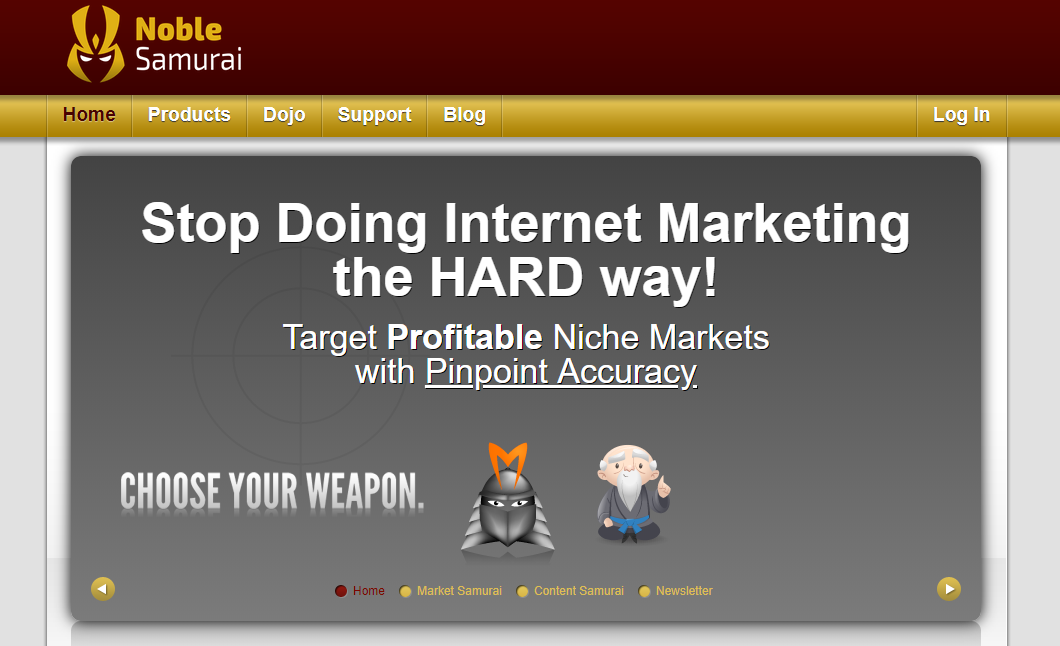 Noble
Samurai
Home Products Dojo Support Blog Log In
Stop Doing Internet Marketing
the HARD way!
Target Profitable Niche Markets
with Pinpoint Accuracy
CHOOSE YOUR WEAPON.
Home Market Samurai Content Samurai Newsletter